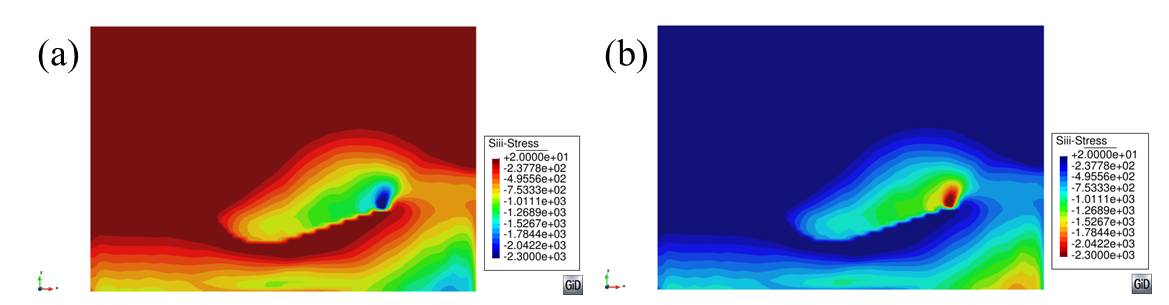 (a)
Siii-Stress
+2.0000e+01
-2.3778e+02
-4.9556e+02
-7.5333e+02
-1.0111e+03
-1.2689e+03
-1.5267e+03
-1.7844e+03
-2.0422e+03
-2.3000e+03
y
x
GiD
(b)
Siii-Stress
+2.0000e+01
-2.3778e+02
-4.9556e+02
-7.5333e+02
-1.0111e+03
-1.2689e+03
-1.5267e+03
-1.7844e+03
-2.0422e+03
-2.3000e+03
y
x
GiD